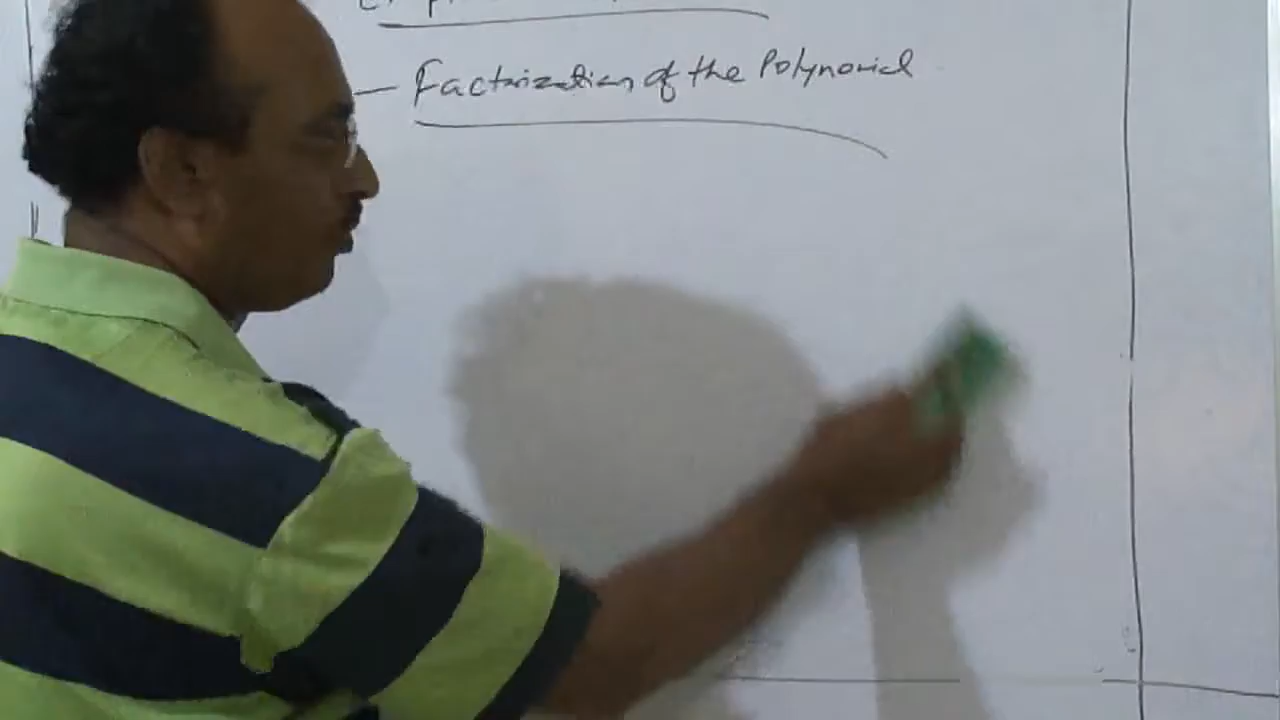 — Factorization of the Polynomial